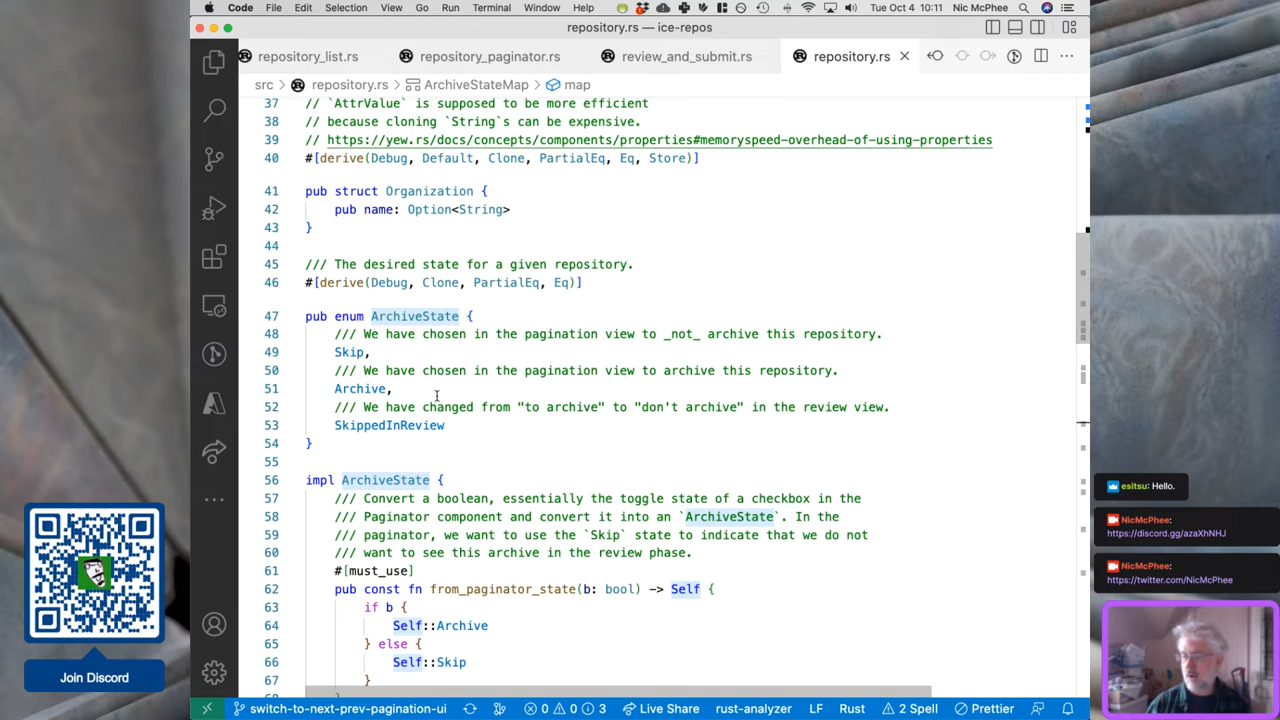 Code File Edit Selection View Go Run Terminal Window Help Tue Oct 4 10:11 Nic McPhee
repository.rs — ice-repos
repository_list.rs repository_paginator.rs review_and_submit.rs repository.rs
src > repository.rs > ArchiveStateMap > map
37 // `AttrValue` is supposed to be more efficient
38 // because cloning `String`s can be expensive.
39 // https://yew.rs/docs/concepts/components/properties#memoryspeed-overhead-of-using-properties
40 #[derive(Debug, Default, Clone, PartialEq, Eq, Store)]
41 pub struct Organization {
42 pub name: Option<String>
43 }
44
45 /// The desired state for a given repository.
46 #[derive(Debug, Clone, PartialEq, Eq)]
47 pub enum ArchiveState {
48 /// We have chosen in the pagination view to _not_ archive this repository.
49 Skip,
50 /// We have chosen in the pagination view to archive this repository.
51 Archive,
52 /// We have changed from "to archive" to "don't archive" in the review view.
53 SkippedInReview
54 }
55
56 impl ArchiveState {
57 /// Convert a boolean, essentially the toggle state of a checkbox in the
58 /// Paginator component and convert it into an `ArchiveState`. In the
59 /// paginator, we want to use the `Skip` state to indicate that we do not
60 /// want to see this archive in the review phase.
61 #[must_use]
62 pub const fn from_paginator_state(b: bool) -> Self {
63 if b {
64 Self::Archive
65 } else {
66 Self::Skip
67 }
switch-to-next-prev-pagination-ui 0 0 3 Live Share rust-analyzer LF Rust 2 Spell Prettier
Join Discord
esitsu: Hello.
NicMcPhee:
https://discord.gg/azaXhNHJ
NicMcPhee:
https://twitter.com/NicMcPhee